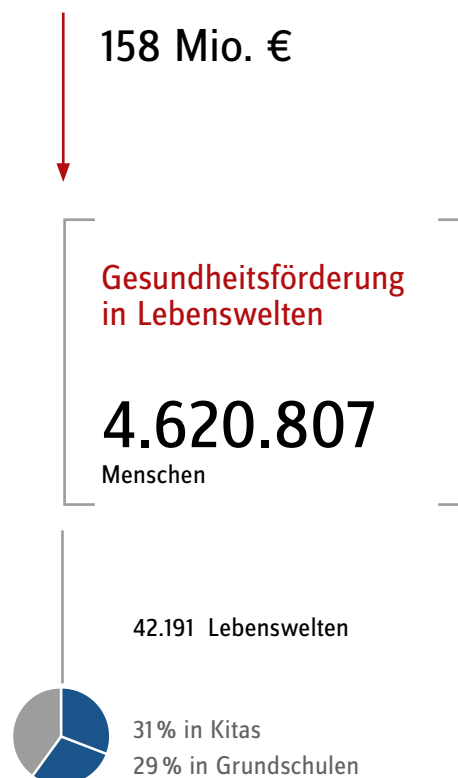 158 Mio. €
Gesundheitsförderung
in Lebenswelten
4.620.807
Menschen
42.191 Lebenswelten
31 % in Kitas
29 % in Grundschulen